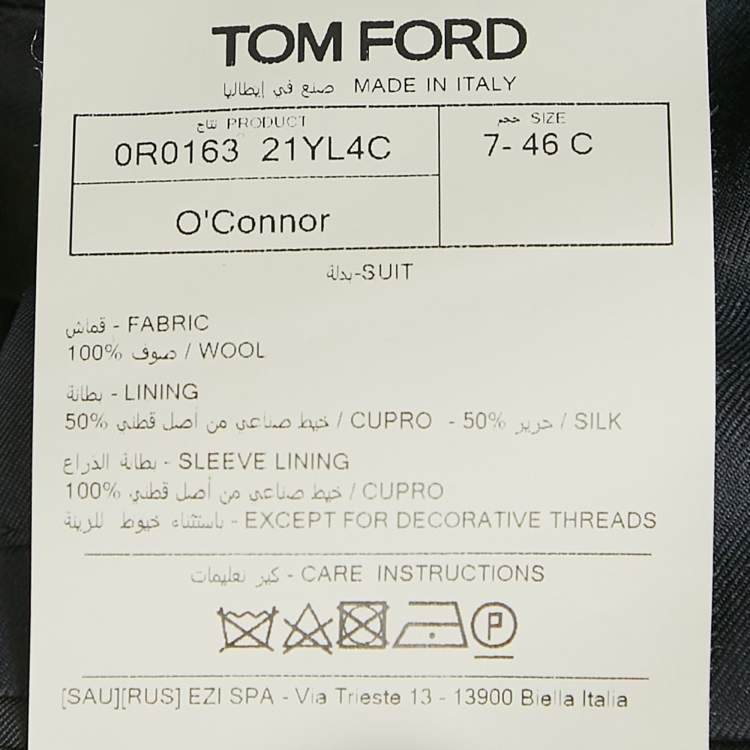 TOM FORD
صنع في إيطاليا MADE IN ITALY
نتاج PRODUCT
0R0163 21YL4C
حجم SIZE
7- 46 C
O'Connor
بدلة-SUIT
قماش - FABRIC
100% صوف / WOOL
بطانة - LINING
50% خيط صناعي من أصل قطني / CUPRO - 50% حرير / SILK
بطانة الذراع - SLEEVE LINING
100% خيط صناعي من أصل قطني / CUPRO
باستثناء خيوط للزينة - EXCEPT FOR DECORATIVE THREADS
كير تعليمات - CARE INSTRUCTIONS
P
[SAU][RUS] EZI SPA - Via Trieste 13 - 13900 Biella Italia